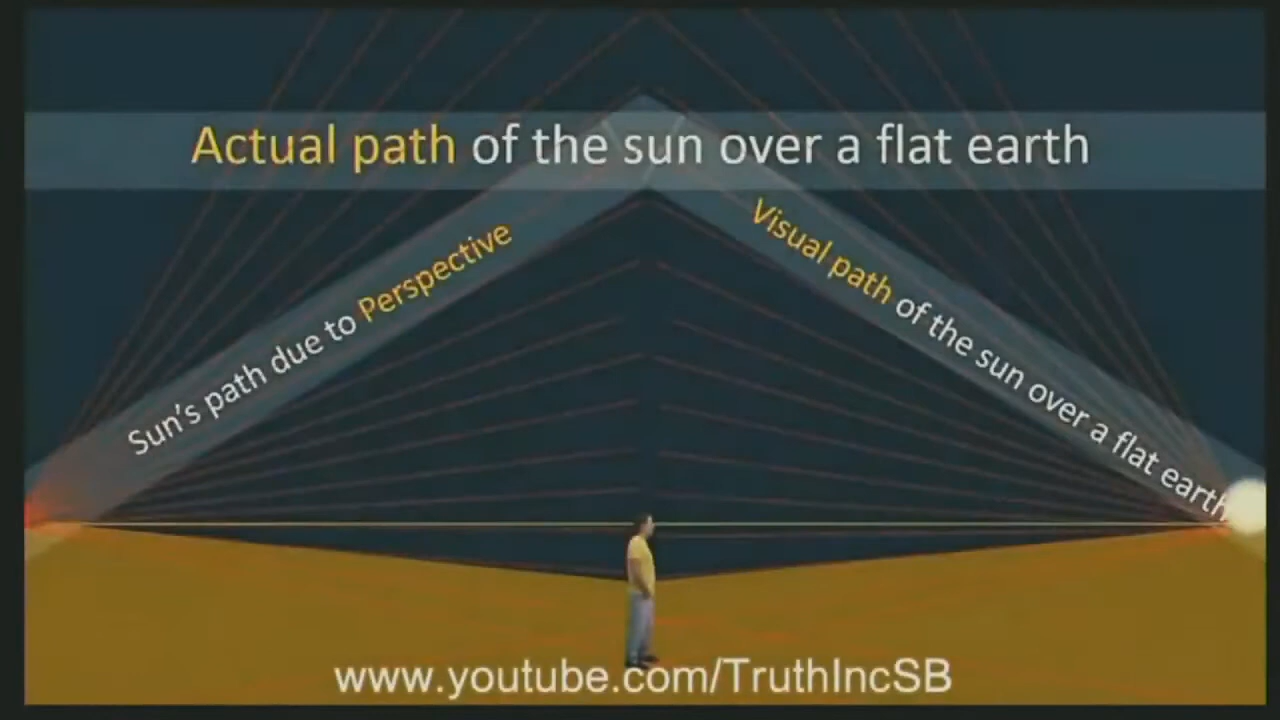 Actual path of the sun over a flat earth
Sun's path due to Perspective
Visual path of the sun over a flat earth
www.youtube.com/TruthIncSB